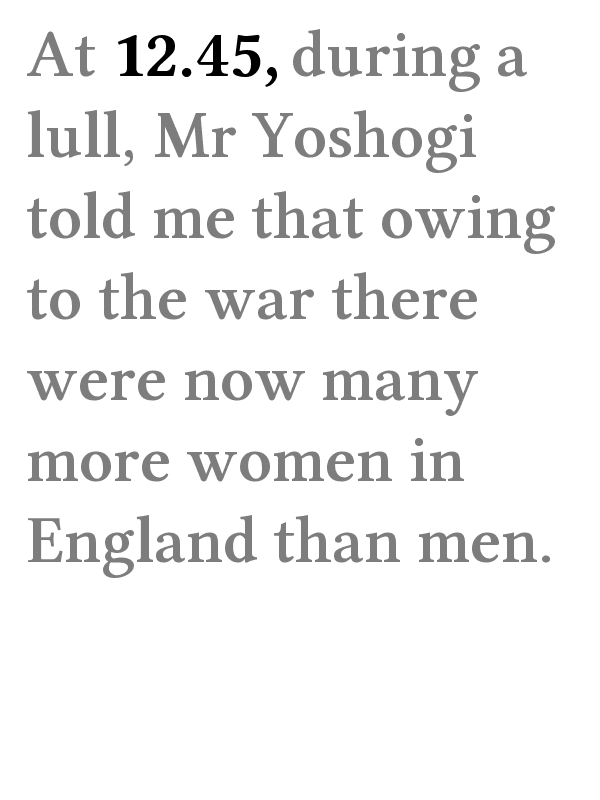 At 12.45, during a
lull, Mr Yoshogi
told me that owing
to the war there
were now many
more women in
England than men.